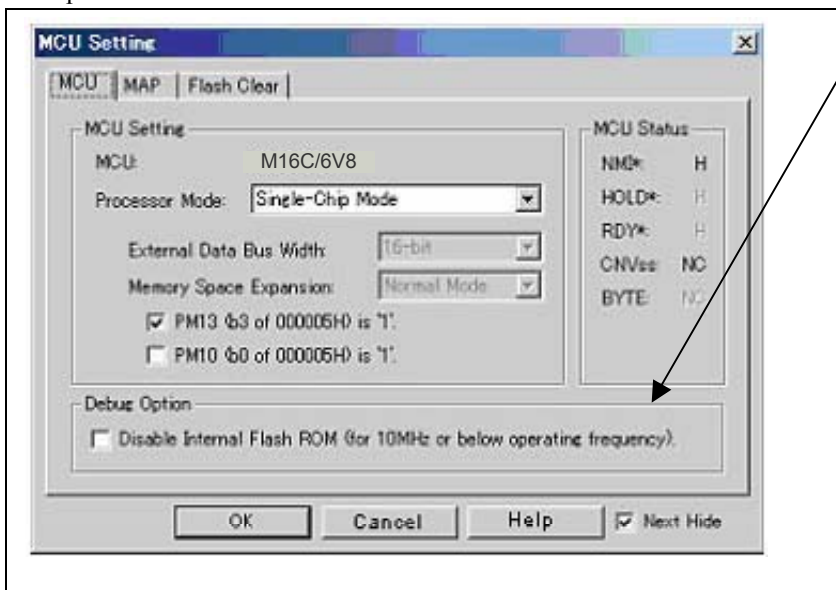 MCU Setting
MCU
MAP
Flash Clear
MCU Setting
MCU:
M16C/6V8
Processor Mode:
Single-Chip Mode
External Data Bus Width:
16-bit
Memory Space Expansion:
Normal Mode
PM13 (b3 of 000005H) is '1'.
PM10 (b0 of 000005H) is '1'.
MCU Status
NMI*: H
HOLD*: H
RDY*: H
CNVss: NC
BYTE: NC
Debug Option
Disable Internal Flash ROM (for 10MHz or below operating frequency).
OK
Cancel
Help
Next Hide